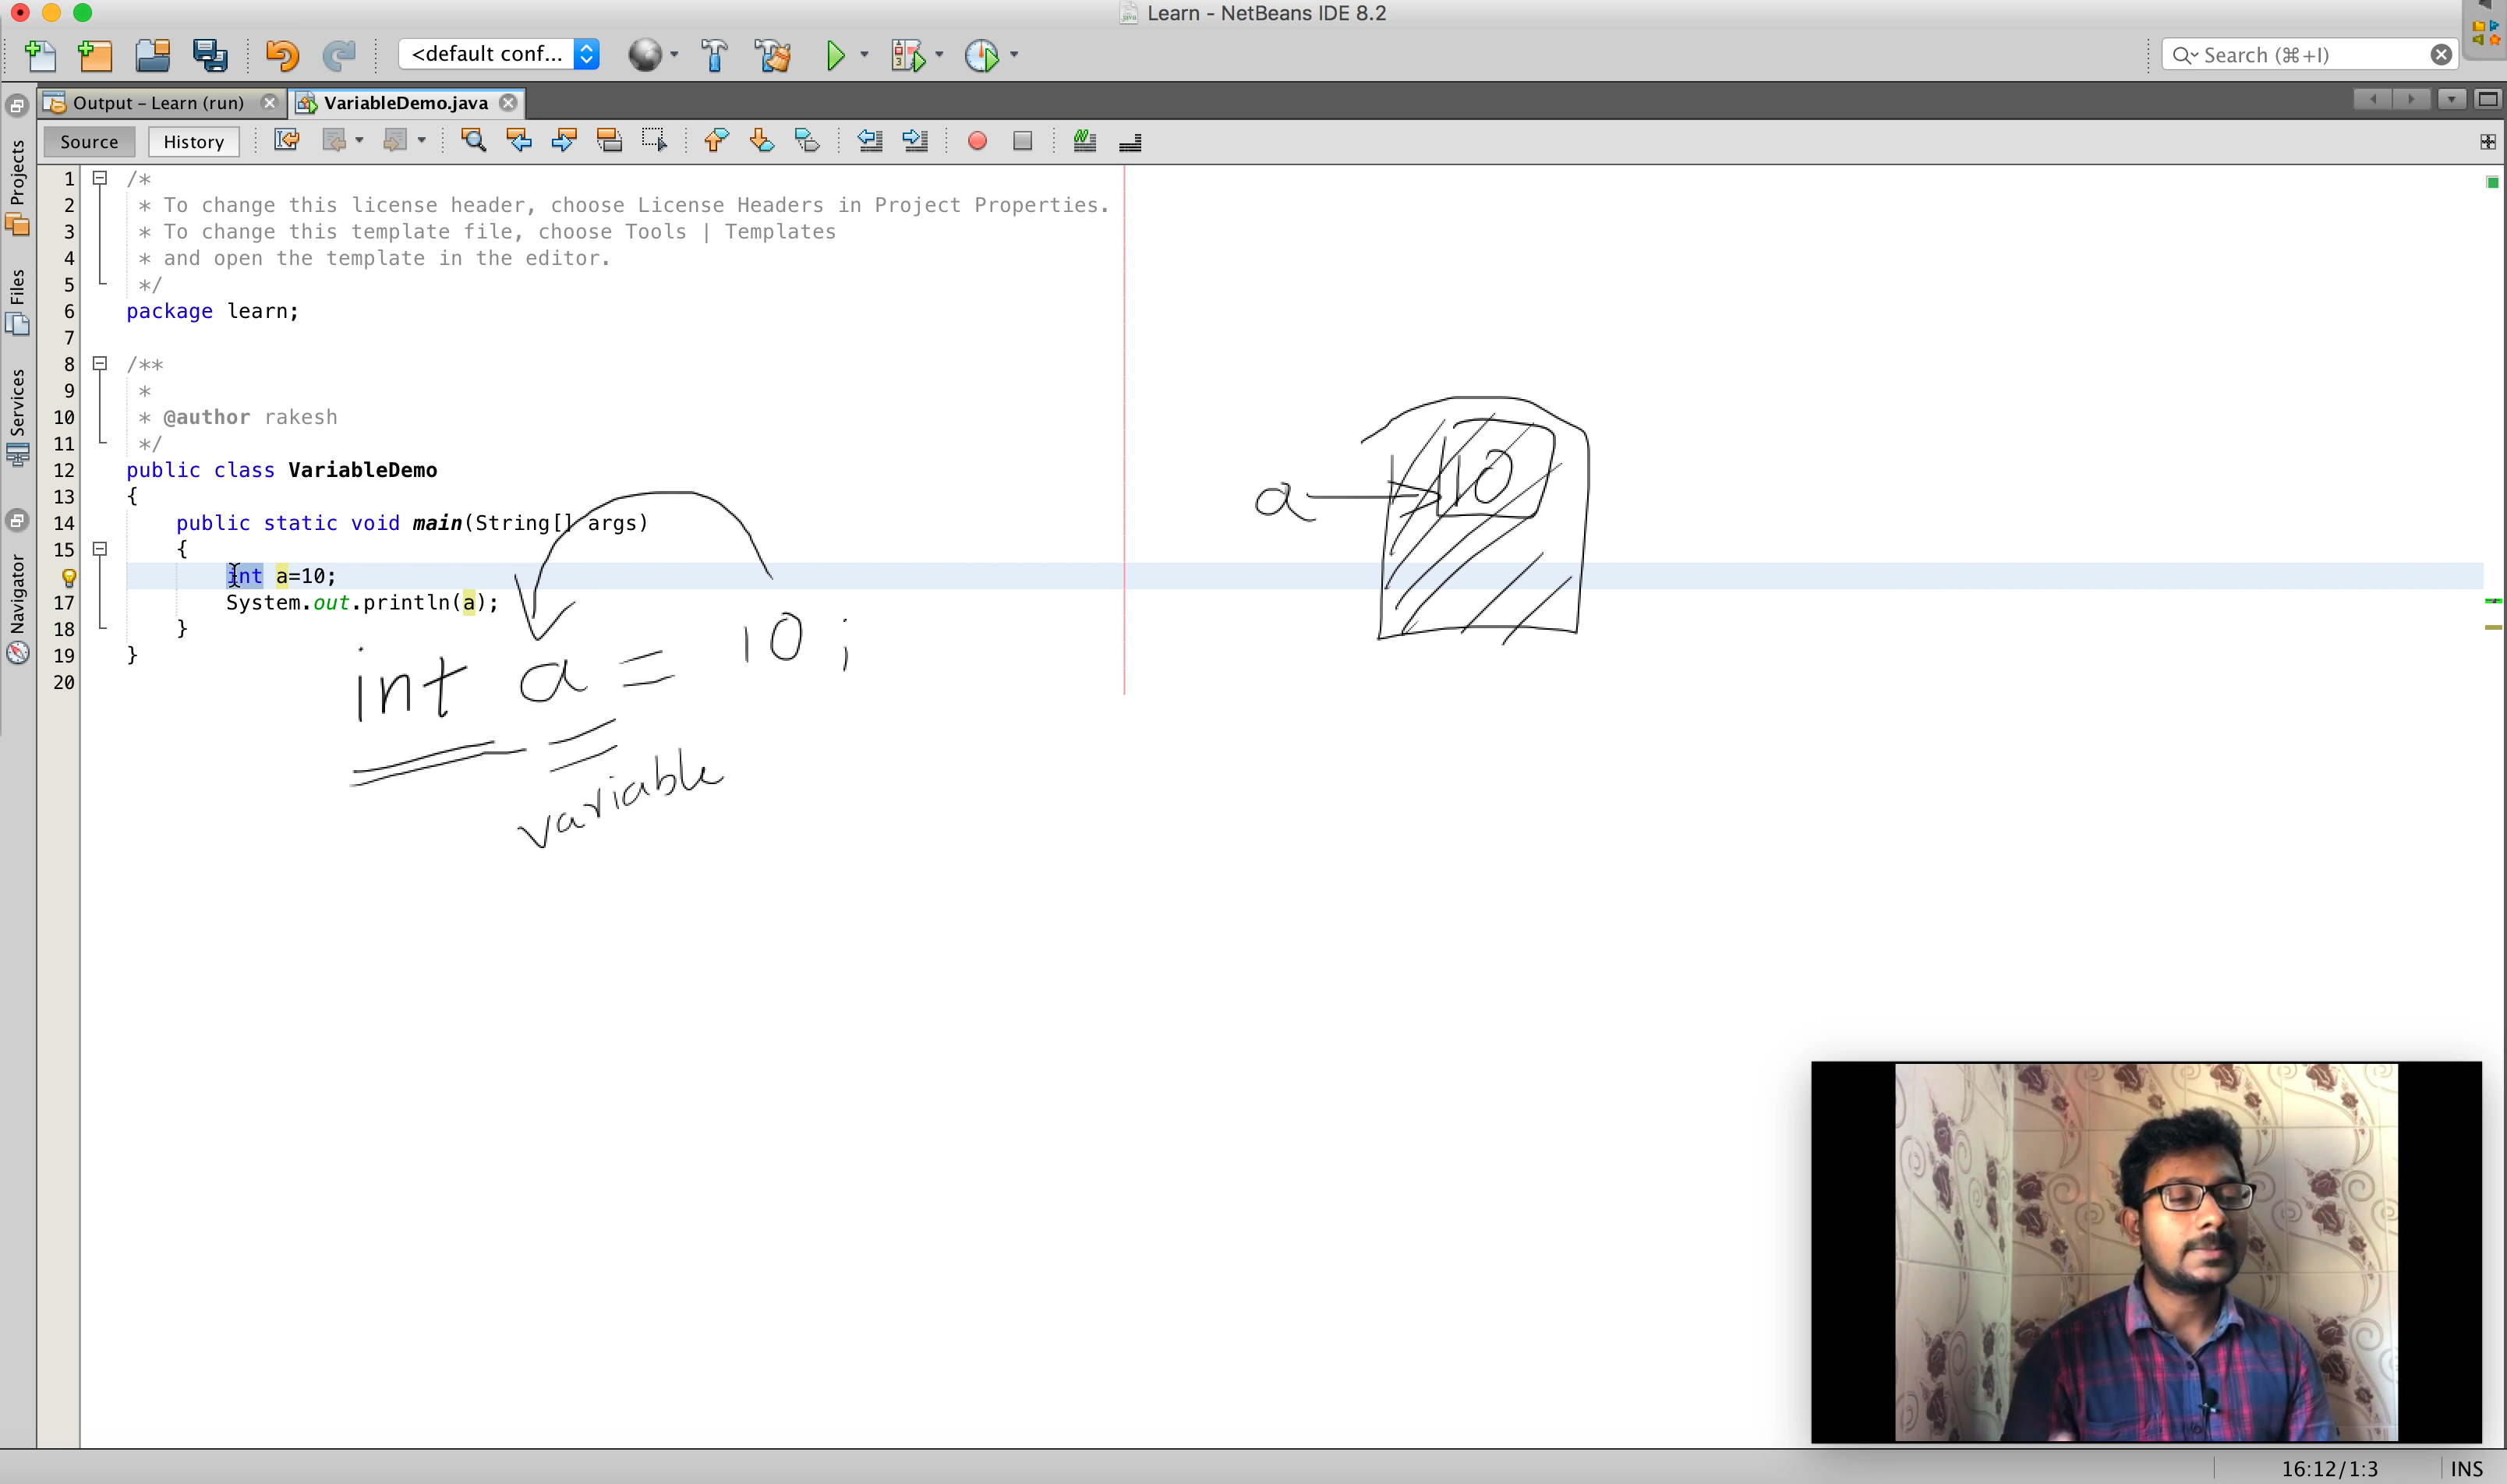 Learn - NetBeans IDE 8.2
<default conf...
Search (⌘+I)
Output – Learn (run)
VariableDemo.java
Source
History
Projects
Files
Services
Navigator
1 /*
2 * To change this license header, choose License Headers in Project Properties.
3 * To change this template file, choose Tools | Templates
4 * and open the template in the editor.
5 */
6 package learn;
7
8 /**
9 *
10 * @author rakesh
11 */
12 public class VariableDemo
13 {
14 public static void main(String[] args)
15 {
int a=10;
17 System.out.println(a);
18 }
19 }
20
a
10
int a = 10 ;
variable
16:12/1:3
INS